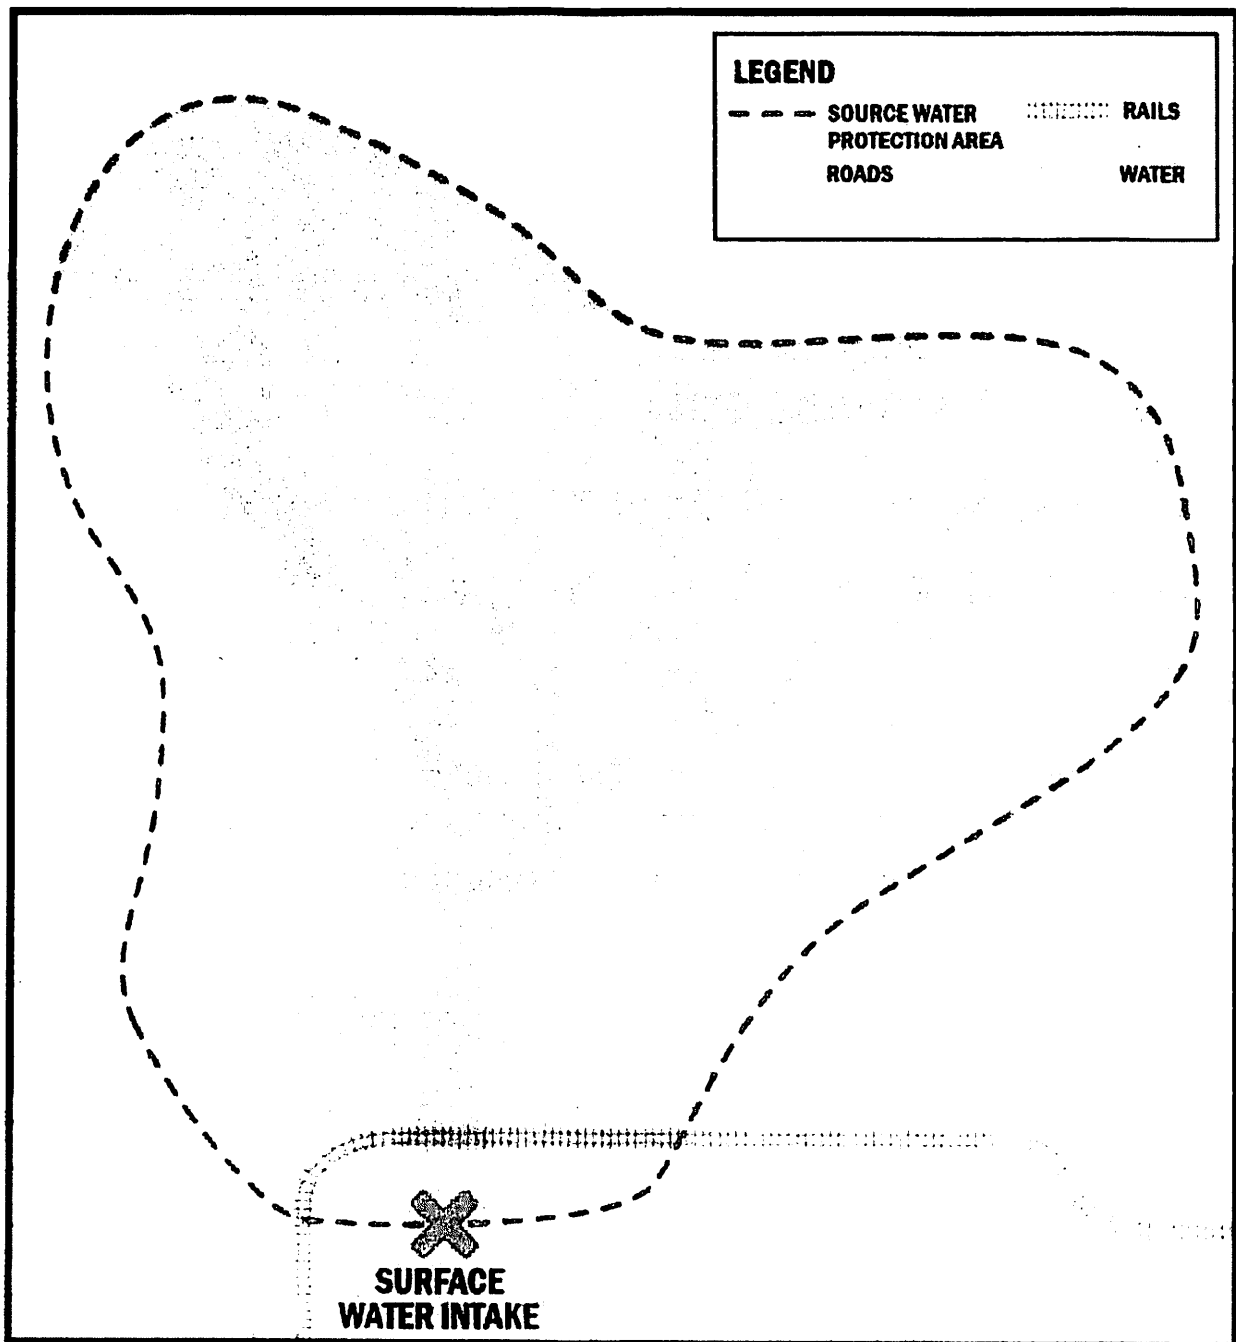 LEGEND
SOURCE WATER
PROTECTION AREA
RAILS
ROADS
WATER
SURFACE
WATER INTAKE